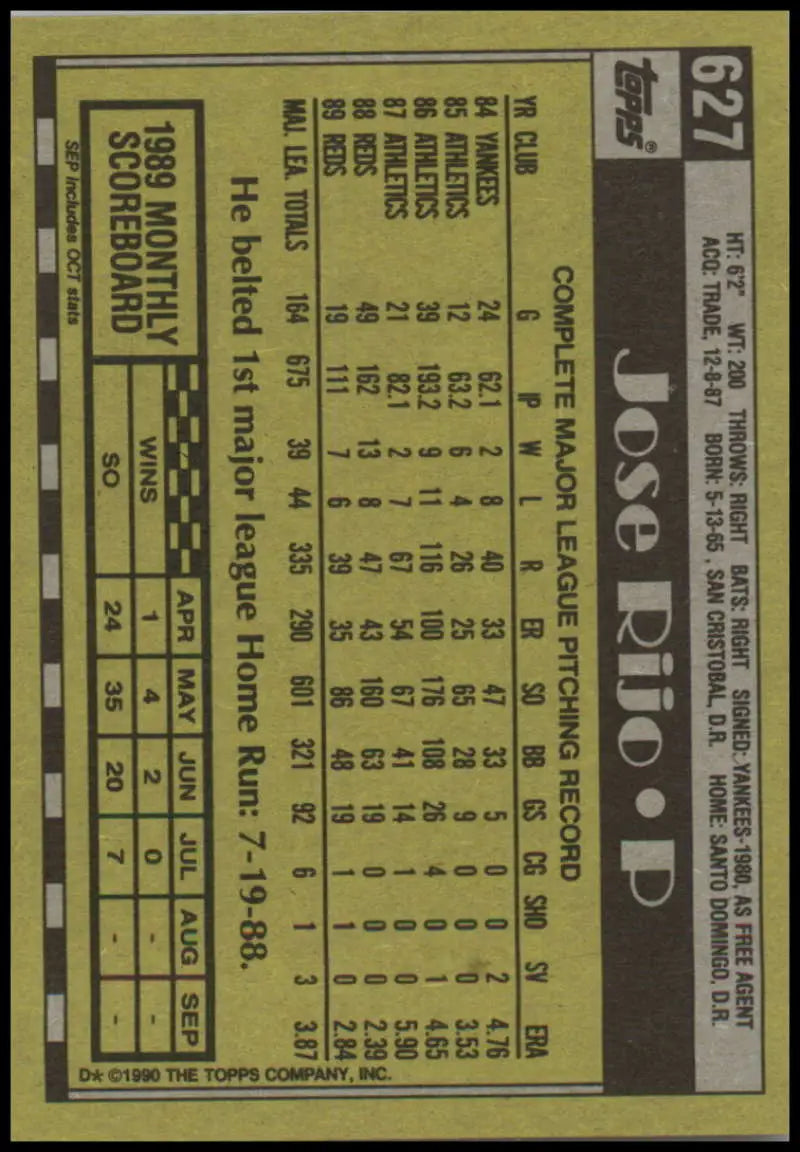 627
topps®
HT: 6'2" WT: 200 THROWS: RIGHT BATS: RIGHT SIGNED: YANKEES-1980, AS FREE AGENT
ACQ: TRADE, 12-8-87 BORN: 5-13-65, SAN CRISTOBAL, D.R. HOME: SANTO DOMINGO, D.R.
Jose Rijo • P
COMPLETE MAJOR LEAGUE PITCHING RECORD
YR CLUB G IP W L R ER SO BB GS CG SHO SV ERA
84 YANKEES 24 62.1 2 8 40 33 47 33 5 0 0 2 4.76
85 ATHLETICS 12 63.2 6 4 26 25 65 28 9 0 0 0 3.53
86 ATHLETICS 39 193.2 9 11 116 100 176 108 26 4 0 1 4.65
87 ATHLETICS 21 82.1 2 7 67 54 67 41 14 1 0 0 5.90
88 REDS 49 162 13 8 47 43 160 63 19 0 0 0 2.39
89 REDS 19 111 7 6 39 35 86 48 19 1 1 0 2.84
MAJ. LEA. TOTALS 164 675 39 44 335 290 601 321 92 6 1 3 3.87
He belted 1st major league Home Run: 7-19-88.
1989 MONTHLY
SCOREBOARD
APR MAY JUN JUL AUG SEP
WINS 1 4 2 0 - -
SO 24 35 20 7 - -
SEP includes OCT stats
D* ©1990 THE TOPPS COMPANY, INC.